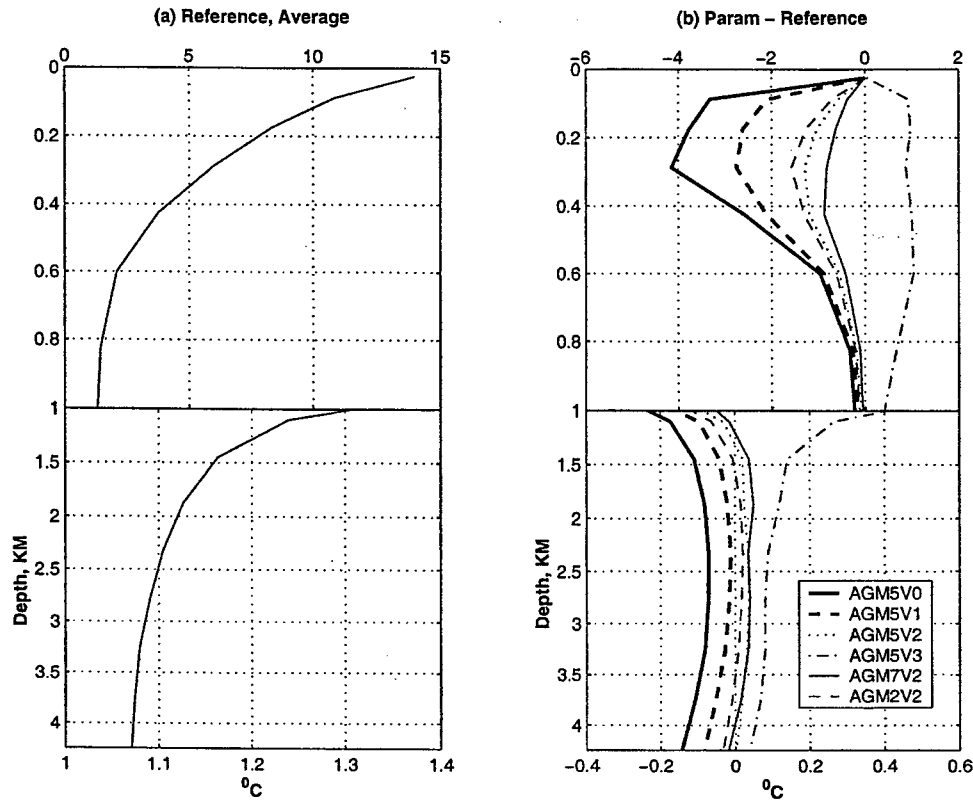 (a) Reference, Average
0 5 10 15
0
0.2
0.4
0.6
0.8
1
1.5
2
2.5
3
3.5
4
Depth, KM
1 1.1 1.2 1.3 1.4
⁰C
(b) Param – Reference
−6 −4 −2 0 2
0
0.2
0.4
0.6
0.8
1
1.5
2
2.5
3
3.5
4
Depth, KM
AGM5V0
AGM5V1
AGM5V2
AGM5V3
AGM7V2
AGM2V2
−0.4 −0.2 0 0.2 0.4 0.6
⁰C